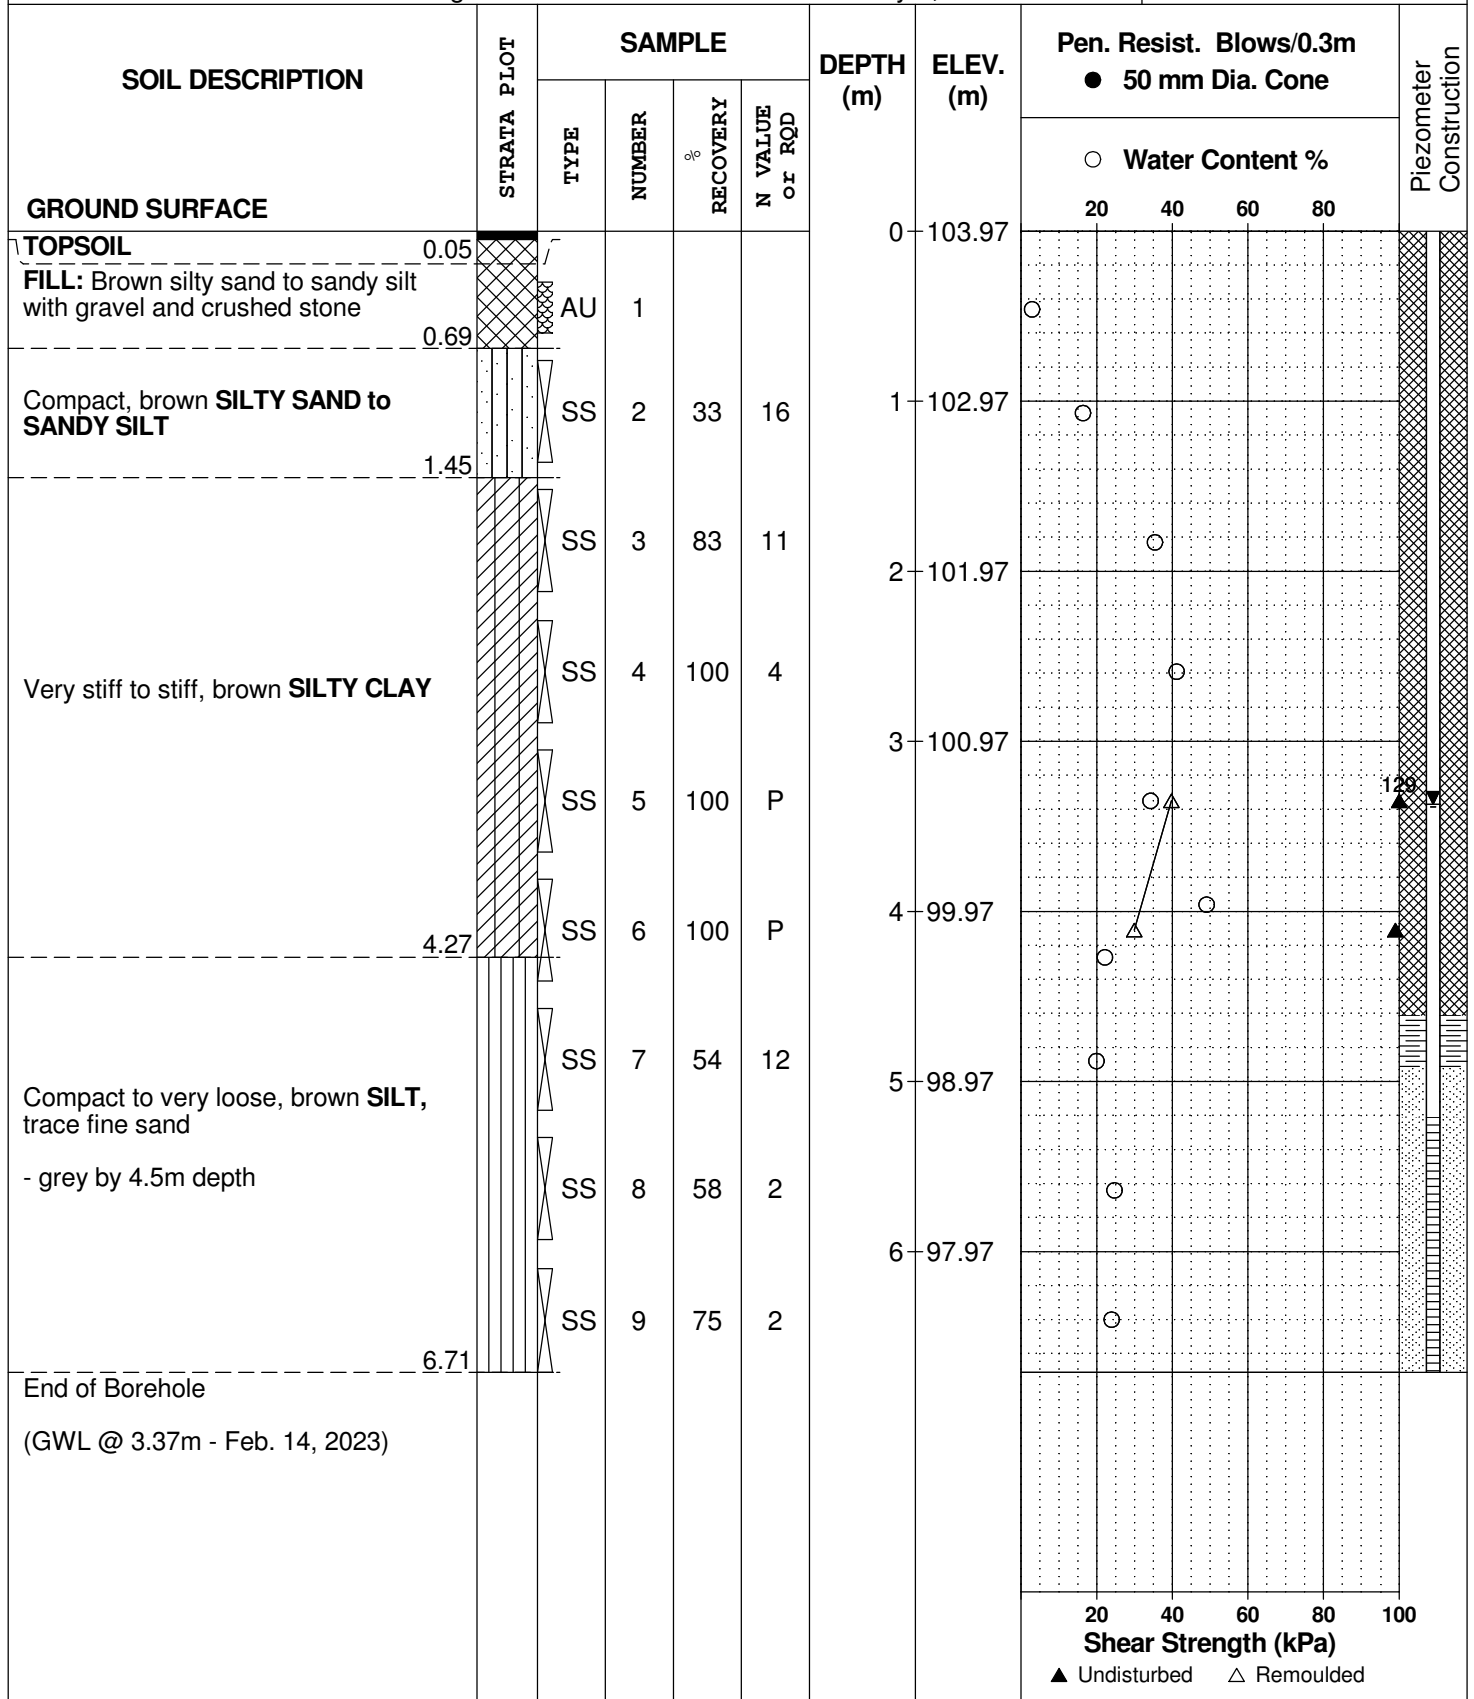 SOIL DESCRIPTION
STRATA PLOT
SAMPLE
TYPE
NUMBER
% RECOVERY
N VALUE or RQD
DEPTH (m)
ELEV. (m)
Pen. Resist. Blows/0.3m
● 50 mm Dia. Cone
○ Water Content %
Piezometer Construction
20 40 60 80
GROUND SURFACE
0 103.97
TOPSOIL 0.05
FILL: Brown silty sand to sandy silt
with gravel and crushed stone
0.69
AU 1
Compact, brown SILTY SAND to
SANDY SILT
1.45
SS 2 33 16
1 102.97
SS 3 83 11
2 101.97
Very stiff to stiff, brown SILTY CLAY
SS 4 100 4
3 100.97
129
SS 5 100 P
4 99.97
SS 6 100 P
4.27
SS 7 54 12
5 98.97
Compact to very loose, brown SILT,
trace fine sand
- grey by 4.5m depth
SS 8 58 2
6 97.97
SS 9 75 2
6.71
End of Borehole
(GWL @ 3.37m - Feb. 14, 2023)
20 40 60 80 100
Shear Strength (kPa)
▲ Undisturbed △ Remoulded